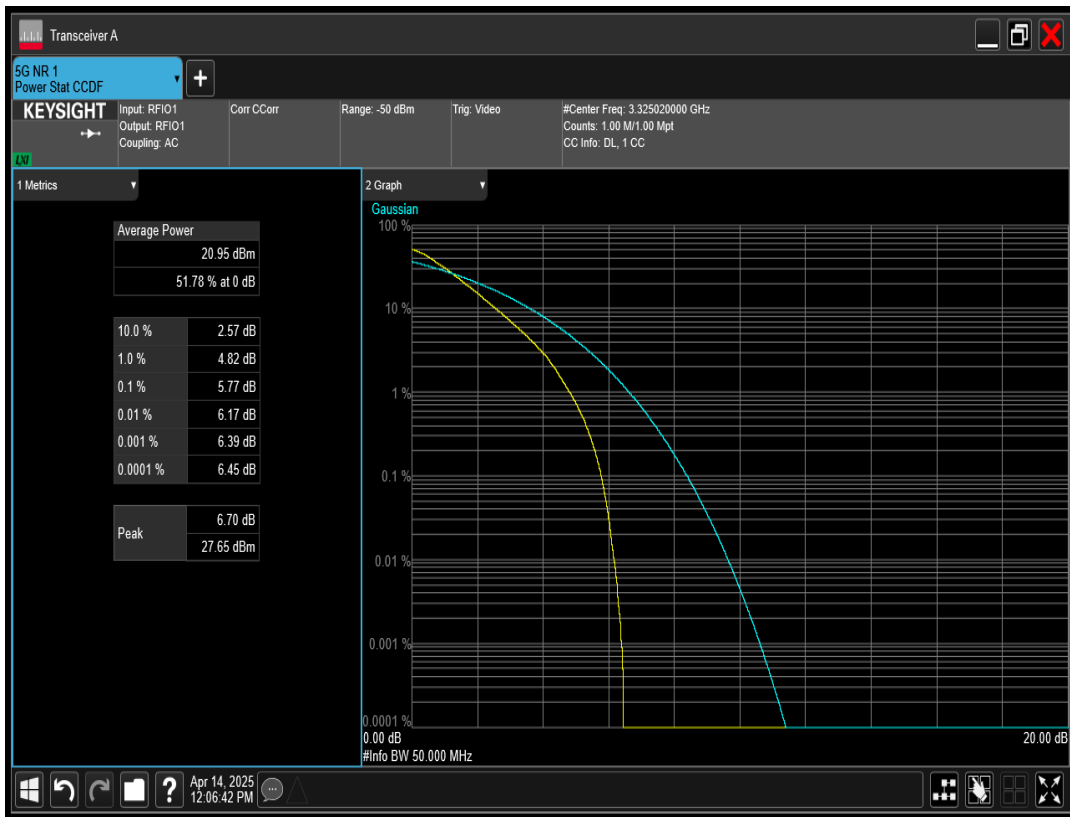 Transceiver A
5G NR 1
Power Stat CCDF
+
KEYSIGHT
LXI
Input: RFIO1
Output: RFIO1
Coupling: AC
Corr CCorr
Range: -50 dBm
Trig: Video
#Center Freq: 3.325020000 GHz
Counts: 1.00 M/1.00 Mpt
CC Info: DL, 1 CC
1 Metrics
Average Power
20.95 dBm
51.78 % at 0 dB
10.0 % 2.57 dB
1.0 % 4.82 dB
0.1 % 5.77 dB
0.01 % 6.17 dB
0.001 % 6.39 dB
0.0001 % 6.45 dB
Peak
6.70 dB
27.65 dBm
2 Graph
Gaussian
100 %
10 %
1 %
0.1 %
0.01 %
0.001 %
0.0001 %
0.00 dB 20.00 dB
#Info BW 50.000 MHz
?
Apr 14, 2025
12:06:42 PM